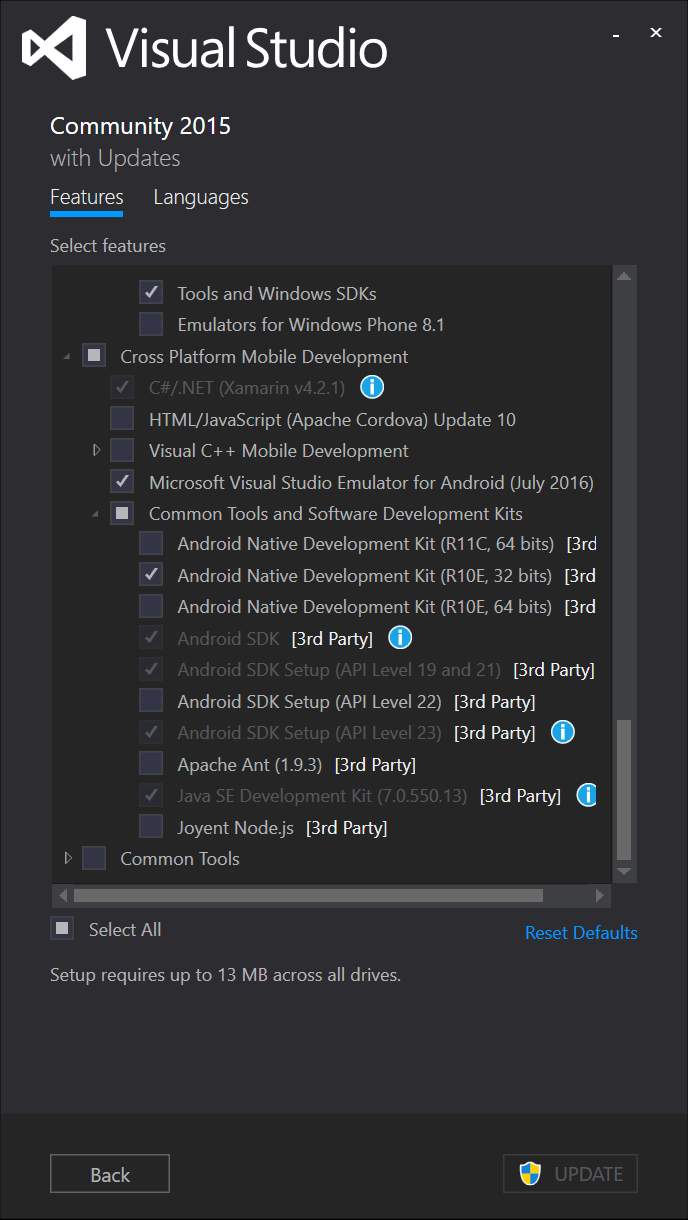 Visual Studio
Community 2015
with Updates
Features Languages
Select features
Tools and Windows SDKs
Emulators for Windows Phone 8.1
Cross Platform Mobile Development
C#/.NET (Xamarin v4.2.1)
HTML/JavaScript (Apache Cordova) Update 10
Visual C++ Mobile Development
Microsoft Visual Studio Emulator for Android (July 2016)
Common Tools and Software Development Kits
Android Native Development Kit (R11C, 64 bits) [3rd
Android Native Development Kit (R10E, 32 bits) [3rd
Android Native Development Kit (R10E, 64 bits) [3rd
Android SDK [3rd Party]
Android SDK Setup (API Level 19 and 21) [3rd Party]
Android SDK Setup (API Level 22) [3rd Party]
Android SDK Setup (API Level 23) [3rd Party]
Apache Ant (1.9.3) [3rd Party]
Java SE Development Kit (7.0.550.13) [3rd Party]
Joyent Node.js [3rd Party]
Common Tools
Select All
Reset Defaults
Setup requires up to 13 MB across all drives.
Back UPDATE